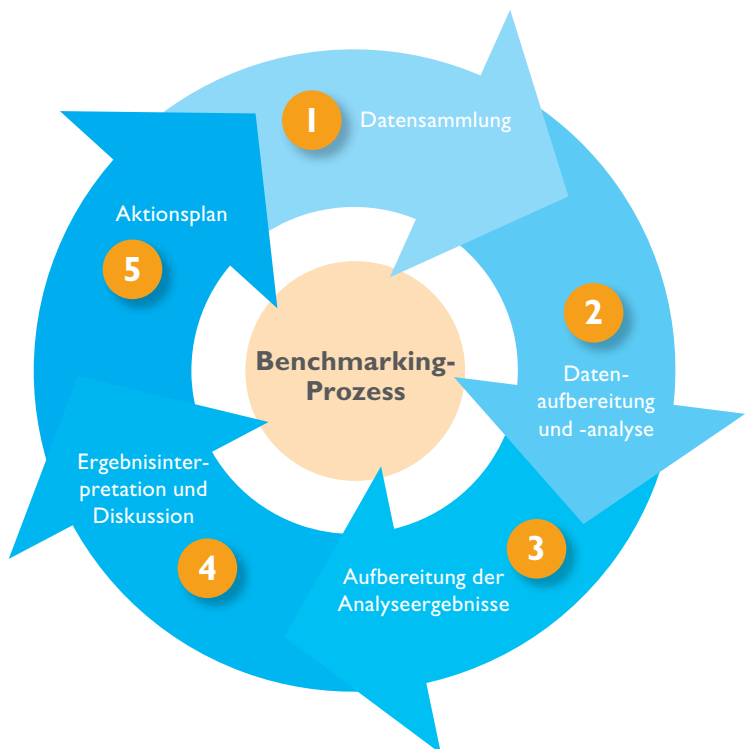 1
Datensammlung
2
Daten-
aufbereitung
und -analyse
3
Aufbereitung der
Analyseergebnisse
4
Ergebnisinter-
pretation und
Diskussion
5
Aktionsplan
Benchmarking-
Prozess